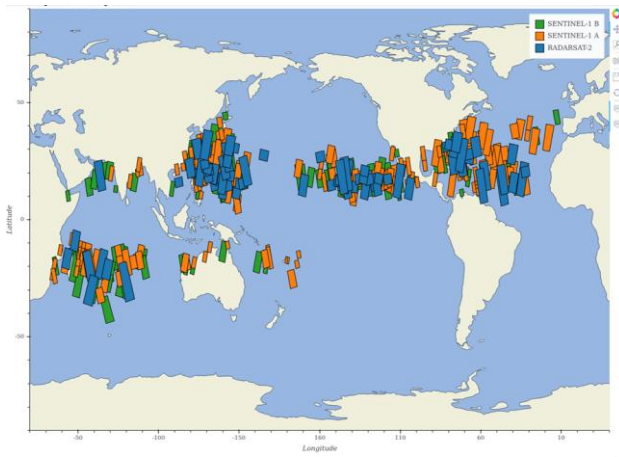 SENTINEL-1 B
SENTINEL-1 A
RADARSAT-2
50
0
-50
Latitude
-50
-100
-150
160
110
60
10
Longitude